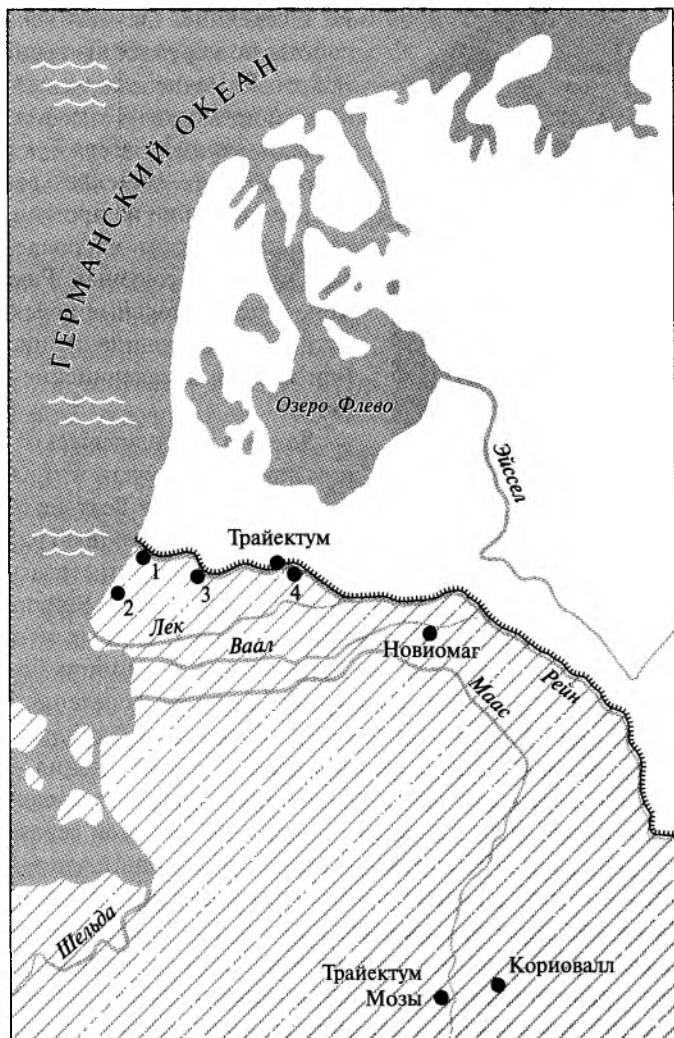 ГЕРМАНСКИЙ ОКЕАН
Озеро Флево
Эйссел
Трайектум
1
2
3
4
Лек
Ваал
Новиомаг
Маас
Рейн
Шельда
Трайектум
Мозы
Кориовалл